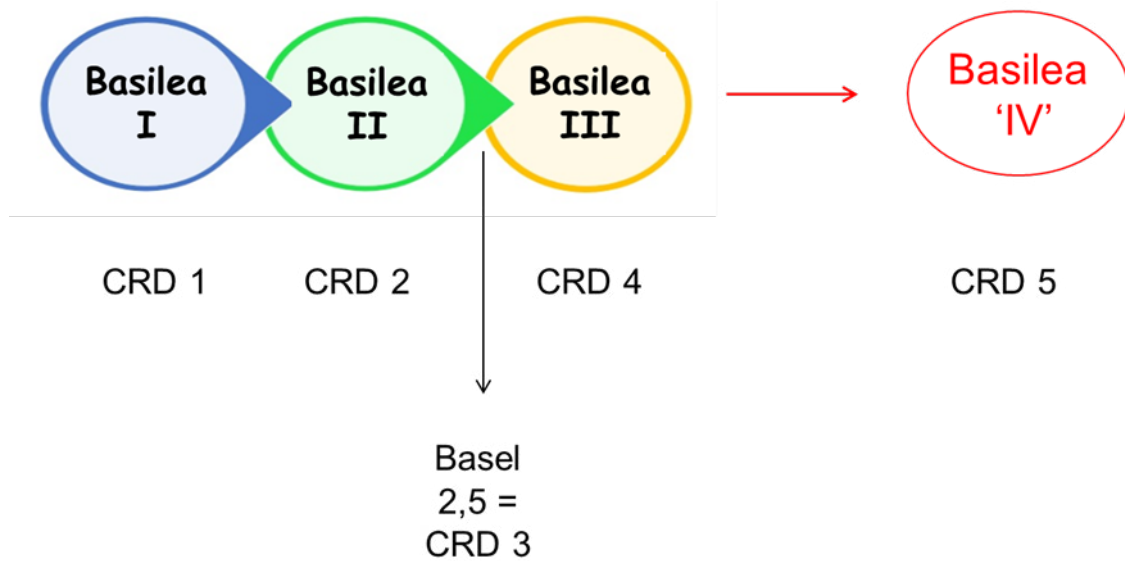 Basilea
I
Basilea
II
Basilea
III
Basilea
‘IV’
CRD 1
CRD 2
CRD 4
CRD 5
Basel
2,5 =
CRD 3